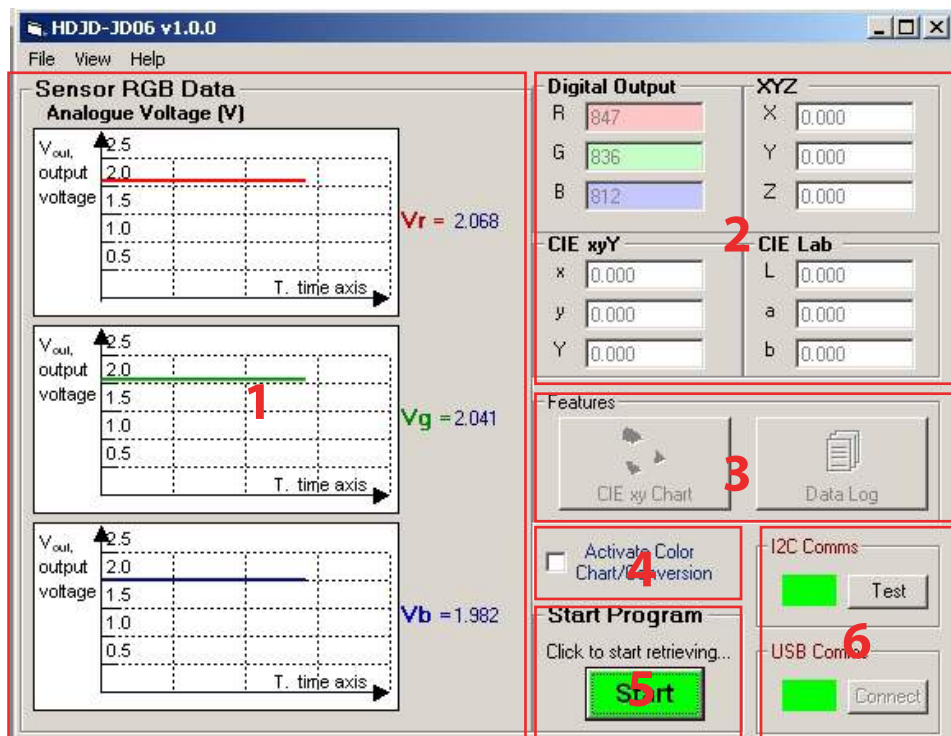 HDJD-JD06 v1.0.0
File View Help
Sensor RGB Data
Analogue Voltage (V)
Vout,
output
voltage
2.5
2.0
1.5
1.0
0.5
T. time axis
Vr = 2.068
Vout,
output
voltage
2.5
2.0
1.5
1.0
0.5
T. time axis
Vg =2.041
Vout,
output
voltage
2.5
2.0
1.5
1.0
0.5
T. time axis
Vb =1.982
1
Digital Output
R 847
G 836
B 812
XYZ
X 0.000
Y 0.000
Z 0.000
2
CIE xyY
x 0.000
y 0.000
Y 0.000
CIE Lab
L 0.000
a 0.000
b 0.000
Features
CIE xy Chart
Data Log
3
Activate Color
Chart/Conversion
4
Start Program
Click to start retrieving...
Start
5
I2C Comms
Test
USB Comms
Connect
6